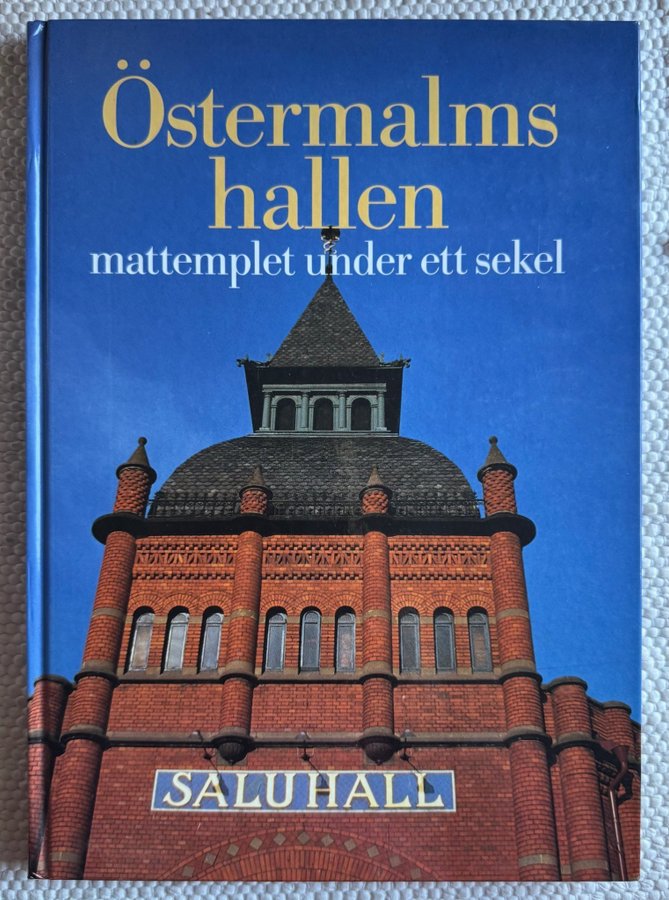 Östermalms
hallen
mattemplet under ett sekel
SALUHALL